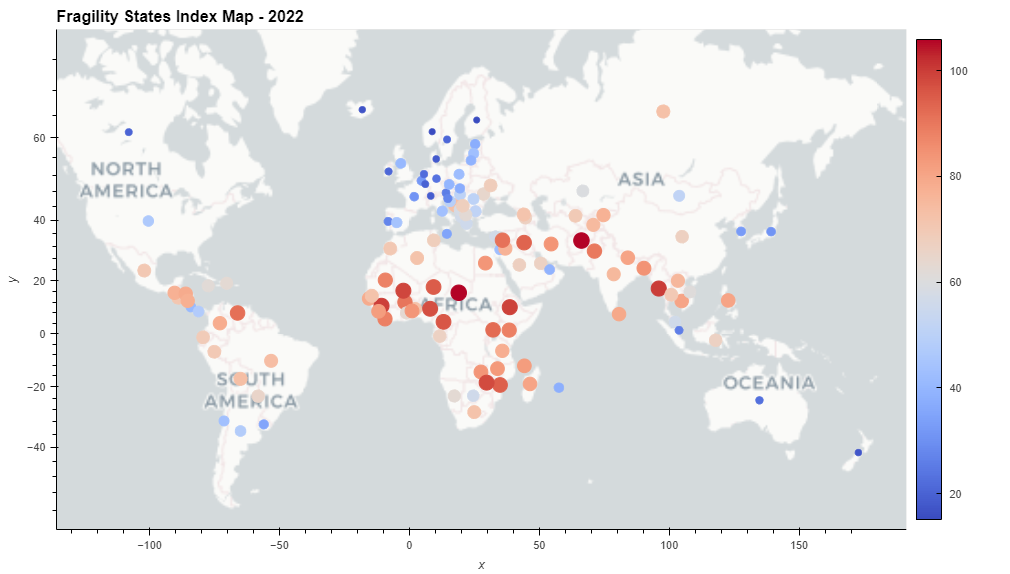 Fragility States Index Map - 2022
100
80
60
40
20
60
40
20
0
−20
−40
y
NORTH
AMERICA
ASIA
AFRICA
SOUTH
AMERICA
OCEANIA
−100
−50
0
50
100
150
x